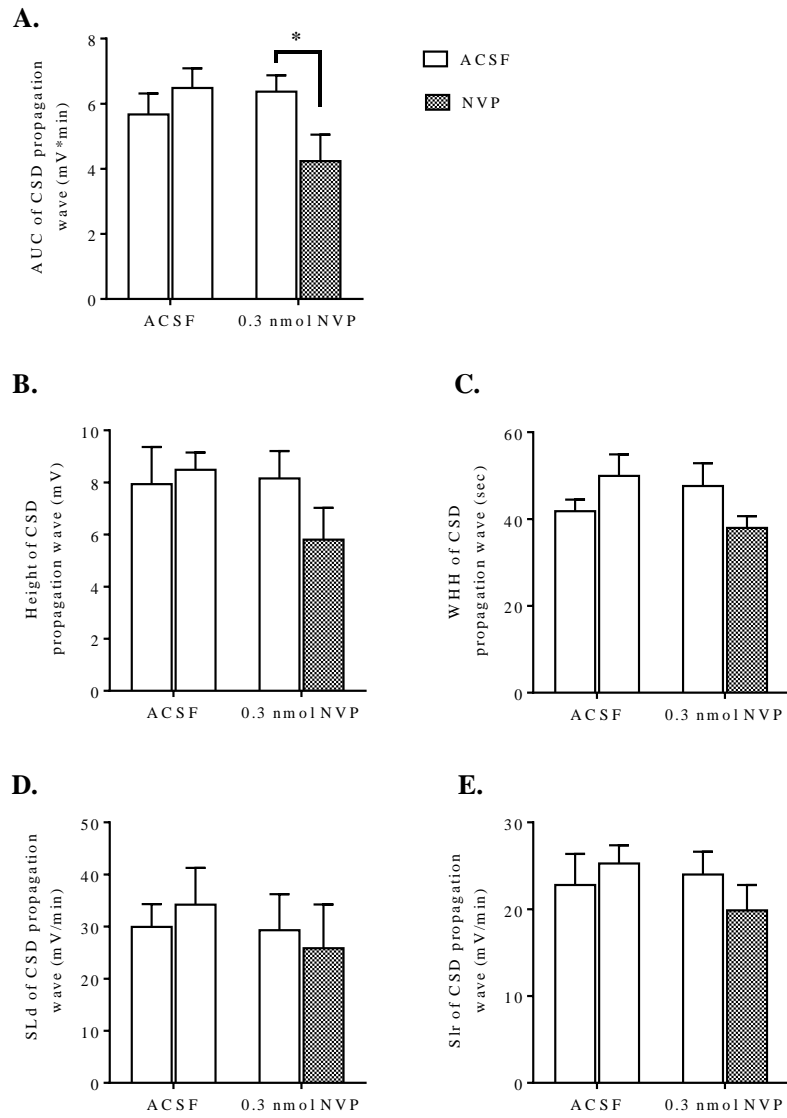 A.
AUC of CSD propagation
wave (mV*min)
8
6
4
2
0
*
ACSF
0.3 nmol NVP
ACSF
NVP
B.
Height of CSD
propagation wave (mV)
10
8
6
4
2
0
ACSF
0.3 nmol NVP
C.
WHH of CSD
propagation wave (sec)
60
40
20
0
ACSF
0.3 nmol NVP
D.
SLd of CSD propagation
wave (mV/min)
50
40
30
20
10
0
ACSF
0.3 nmol NVP
E.
Slr of CSD propagation
wave (mV/min)
30
20
10
0
ACSF
0.3 nmol NVP